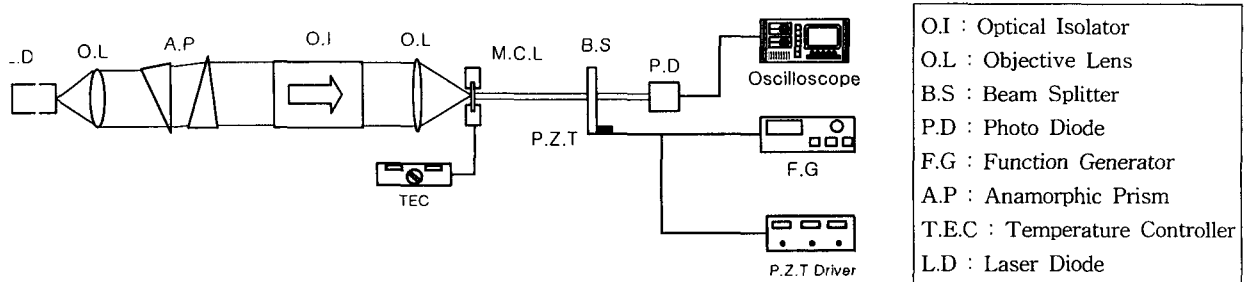 L.D
O.L
A.P
O.I
O.L
M.C.L
B.S
P.D
Oscilloscope
P.Z.T
F.G
TEC
P.Z.T Driver
O.I : Optical Isolator
O.L : Objective Lens
B.S : Beam Splitter
P.D : Photo Diode
F.G : Function Generator
A.P : Anamorphic Prism
T.E.C : Temperature Controller
L.D : Laser Diode